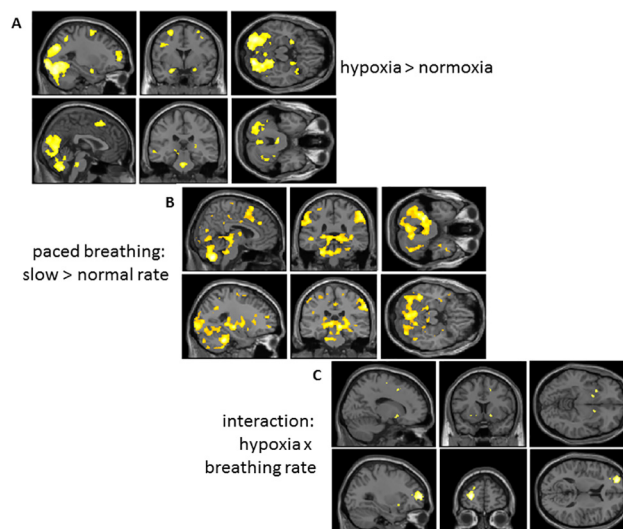 A
hypoxia > normoxia
B
paced breathing:
slow > normal rate
C
interaction:
hypoxia x
breathing rate